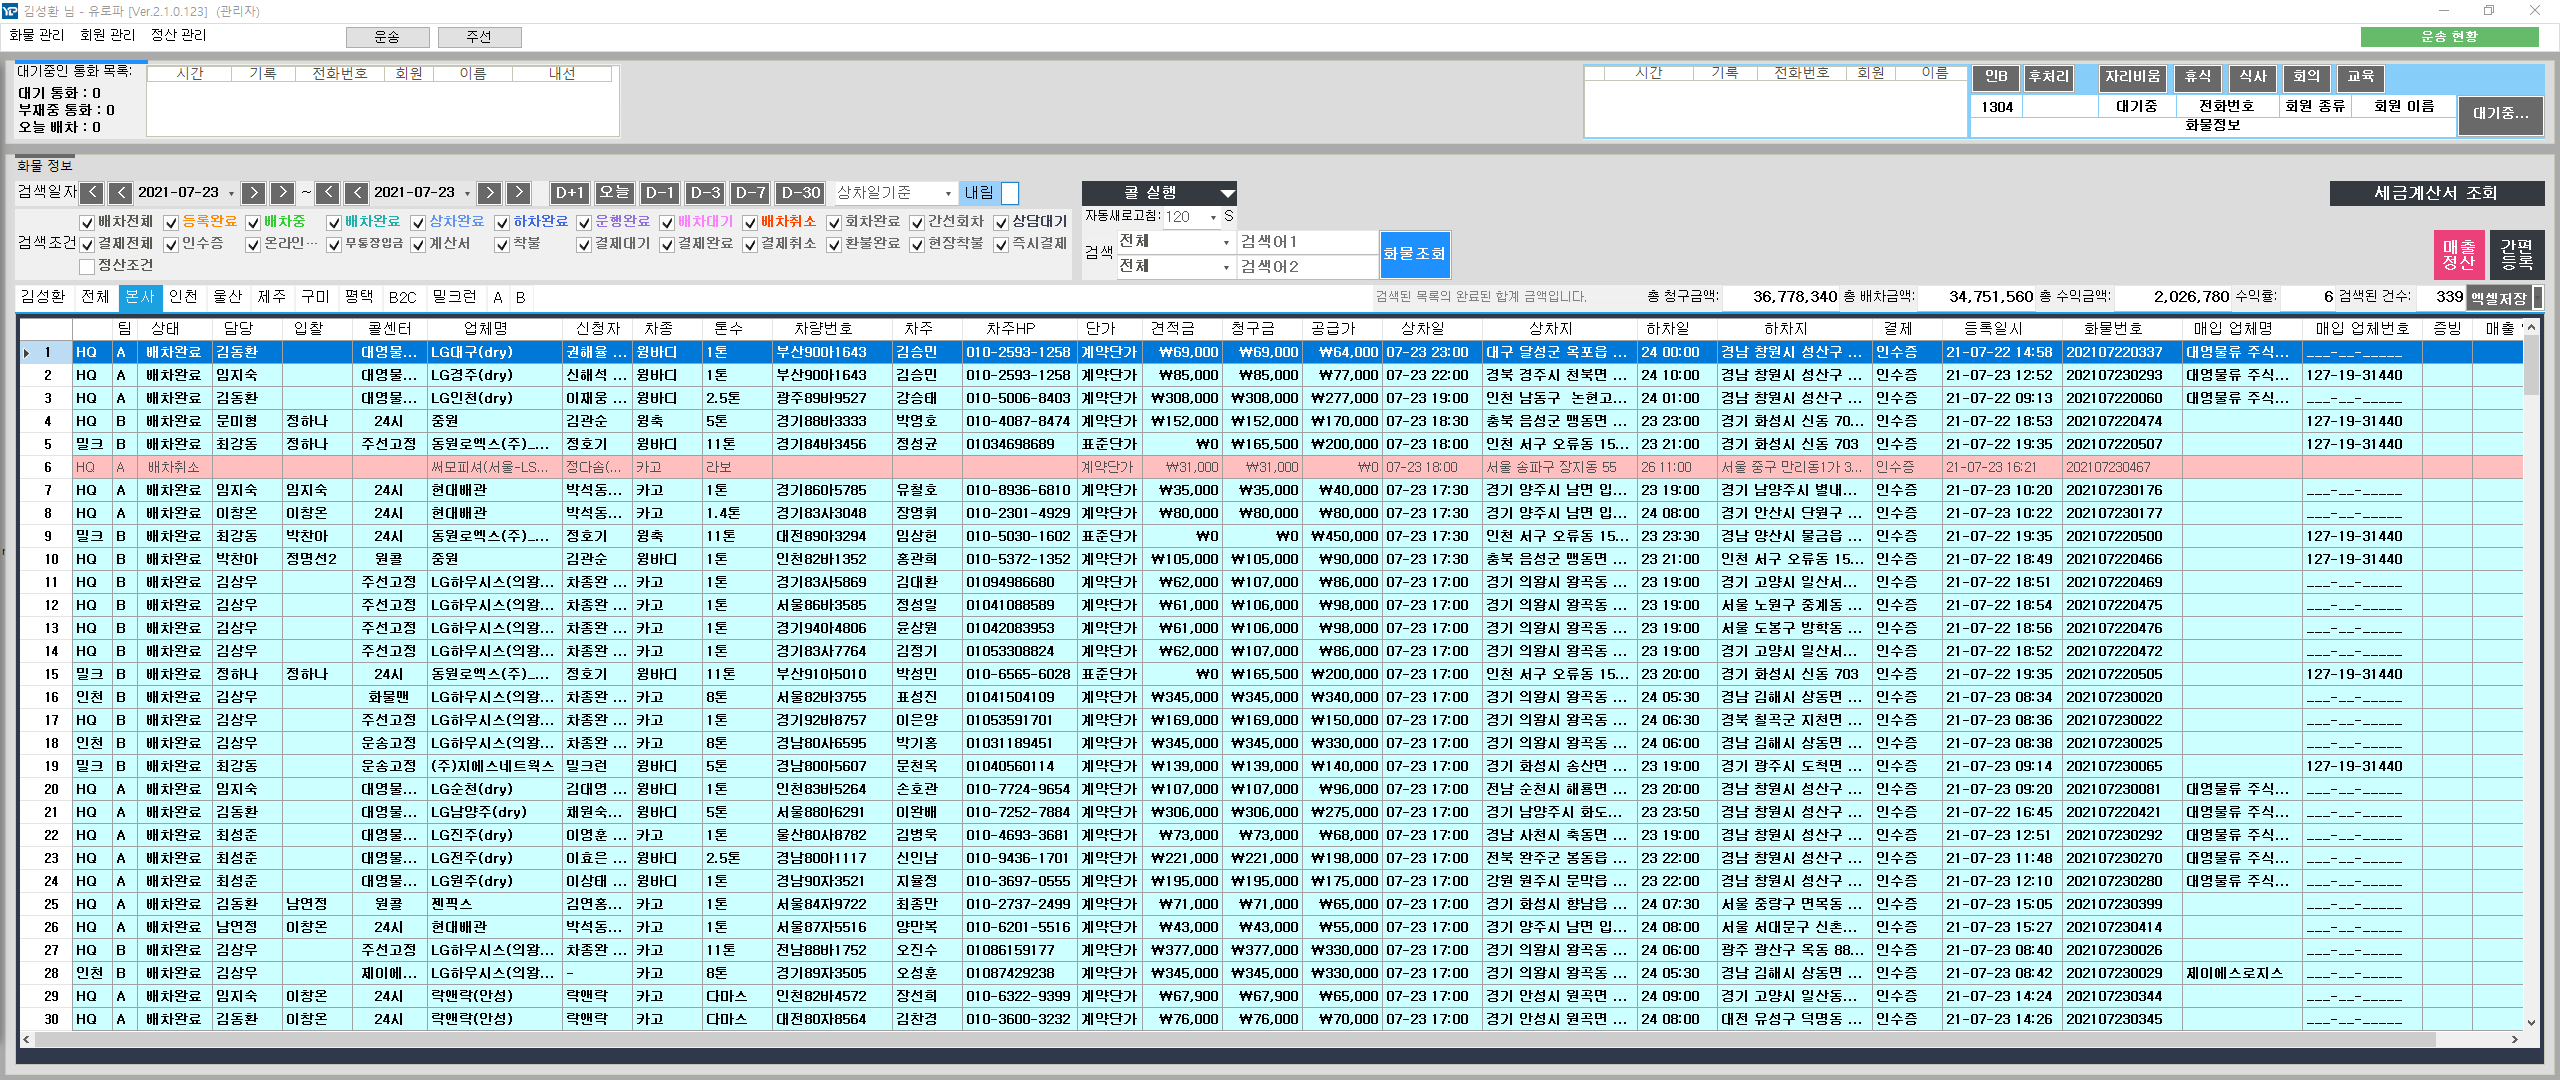 김성환 님 - 유로파 [Ver.2.1.0.123] (관리자)
화물 관리 회원 관리 정산 관리 운송 주선 운송 현황
대기중인 통화 목록: 시간 기록 전화번호 회원 이름 내선 시간 기록 전화번호 회원 이름 인B 후처리 자리비움 휴식 식사 회의 교육
대기 통화 : 0
부재중 통화 : 0
오늘 배차 : 0
1304 대기중 전화번호 회원 종류 회원 이름 대기중...
화물정보
화물 정보
검색일자 < < 2021-07-23 > > ~ < < 2021-07-23 > > D+1 오늘 D-1 D-3 D-7 D-30 상차일기준 내림 콜 실행 세금계산서 조회
배차전체 등록완료 배차중 배차완료 상차완료 하차완료 운행완료 배차대기 배차취소 회차완료 간선회차 상담대기 자동새로고침: 120 S
검색조건 결제전체 인수증 온라인... 무통장입금 계산서 착불 결제대기 결제완료 결제취소 환불완료 현장착불 즉시결제
정산조건
검색 전체 검색어1 화물조회 매출정산 간편등록
전체 검색어2
김성환 전체 본사 인천 울산 제주 구미 평택 B2C 밀크런 A B 검색된 목록의 완료된 합계 금액입니다. 총 청구금액: 36,778,340 총 배차금액: 34,751,560 총 수익금액: 2,026,780 수익률: 6 검색된 건수: 339 엑셀저장
팀 상태 담당 입찰 콜센터 업체명 신청자 차종 톤수 차량번호 차주 차주HP 단가 견적금 청구금 공급가 상차일 상차지 하차일 하차지 결제 등록일시 화물번호 매입 업체명 매입 업체번호 증빙 매출
1 HQ A 배차완료 김동환 대영물... LG대구(dry) 권해율 ... 윙바디 1톤 부산90아1643 김승민 010-2593-1258 계약단가 ₩69,000 ₩69,000 ₩64,000 07-23 23:00 대구 달성군 옥포읍 ... 24 00:00 경남 창원시 성산구 ... 인수증 21-07-22 14:58 202107220337 대영물류 주식... ___-__-_____
2 HQ A 배차완료 임지숙 대영물... LG경주(dry) 신해석 ... 윙바디 1톤 부산90아1643 김승민 010-2593-1258 계약단가 ₩85,000 ₩85,000 ₩77,000 07-23 22:00 경북 경주시 천북면 ... 24 10:00 경남 창원시 성산구 ... 인수증 21-07-23 12:52 202107230293 대영물류 주식... 127-19-31440
3 HQ A 배차완료 김동환 대영물... LG인천(dry) 이재웅 ... 윙바디 2.5톤 광주89바9527 강승태 010-5006-8403 계약단가 ₩308,000 ₩308,000 ₩277,000 07-23 19:00 인천 남동구 논현고... 24 01:00 경남 창원시 성산구 ... 인수증 21-07-22 09:13 202107220060 대영물류 주식... ___-__-_____
4 HQ B 배차완료 문미형 정하나 24시 중원 김관순 윙축 5톤 경기88바3333 박영호 010-4087-8474 계약단가 ₩152,000 ₩152,000 ₩170,000 07-23 18:30 충북 음성군 맹동면 ... 23 23:00 경기 화성시 신동 70... 인수증 21-07-22 18:53 202107220474 127-19-31440
5 밀크 B 배차완료 최강동 정하나 주선고정 동원로엑스(주)_... 정호기 윙바디 11톤 경기84바3456 정성균 01034698689 표준단가 ₩0 ₩165,500 ₩200,000 07-23 18:00 인천 서구 오류동 15... 23 21:00 경기 화성시 신동 703 인수증 21-07-22 19:35 202107220507 127-19-31440
6 HQ A 배차취소 써모피셔(서울-LS... 정다솜(... 카고 라보 계약단가 ₩31,000 ₩31,000 ₩0 07-23 18:00 서울 송파구 장지동 55 26 11:00 서울 중구 만리동1가 3... 인수증 21-07-23 16:21 202107230467
7 HQ A 배차완료 임지숙 임지숙 24시 현대배관 박석동... 카고 1톤 경기86아5785 유철호 010-8936-6810 계약단가 ₩35,000 ₩35,000 ₩40,000 07-23 17:30 경기 양주시 남면 입... 23 19:00 경기 남양주시 별내... 인수증 21-07-23 10:20 202107230176 ___-__-_____
8 HQ A 배차완료 이창온 이창온 24시 현대배관 박석동... 카고 1.4톤 경기83사3048 장명휘 010-2301-4929 계약단가 ₩80,000 ₩80,000 ₩80,000 07-23 17:30 경기 양주시 남면 입... 24 08:00 경기 안산시 단원구 ... 인수증 21-07-23 10:22 202107230177 ___-__-_____
9 밀크 B 배차완료 최강동 박찬아 24시 동원로엑스(주)_... 정호기 윙축 11톤 대전89아3294 임상헌 010-5030-1602 표준단가 ₩0 ₩0 ₩450,000 07-23 17:30 인천 서구 오류동 15... 23 23:30 경남 양산시 물금읍 ... 인수증 21-07-22 19:35 202107220500 127-19-31440
10 HQ B 배차완료 박찬아 정명선2 원콜 중원 김관순 윙바디 1톤 인천82바1352 홍관희 010-5372-1352 계약단가 ₩105,000 ₩105,000 ₩90,000 07-23 17:30 충북 음성군 맹동면 ... 23 21:00 인천 서구 오류동 15... 인수증 21-07-22 18:49 202107220466 127-19-31440
11 HQ B 배차완료 김상우 주선고정 LG하우시스(의왕... 차종완 ... 카고 1톤 경기83사5869 김대환 01094986680 계약단가 ₩62,000 ₩107,000 ₩86,000 07-23 17:00 경기 의왕시 왕곡동 ... 23 19:00 경기 고양시 일산서... 인수증 21-07-22 18:51 202107220469 ___-__-_____
12 HQ B 배차완료 김상우 주선고정 LG하우시스(의왕... 차종완 ... 카고 1톤 서울86바3585 정성일 01041088589 계약단가 ₩61,000 ₩106,000 ₩98,000 07-23 17:00 경기 의왕시 왕곡동 ... 23 19:00 서울 노원구 중계동 ... 인수증 21-07-22 18:54 202107220475 ___-__-_____
13 HQ B 배차완료 김상우 주선고정 LG하우시스(의왕... 차종완 ... 카고 1톤 경기94아4806 윤상원 01042083953 계약단가 ₩61,000 ₩106,000 ₩98,000 07-23 17:00 경기 의왕시 왕곡동 ... 23 19:00 서울 도봉구 방학동 ... 인수증 21-07-22 18:56 202107220476 ___-__-_____
14 HQ B 배차완료 김상우 주선고정 LG하우시스(의왕... 차종완 ... 카고 1톤 경기83사7764 김정기 01053308824 계약단가 ₩62,000 ₩107,000 ₩86,000 07-23 17:00 경기 의왕시 왕곡동 ... 23 19:00 경기 고양시 일산서... 인수증 21-07-22 18:52 202107220472 ___-__-_____
15 밀크 B 배차완료 정하나 정하나 24시 동원로엑스(주)_... 정호기 윙바디 11톤 부산91아5010 박성민 010-6565-6028 표준단가 ₩0 ₩165,500 ₩200,000 07-23 17:00 인천 서구 오류동 15... 23 20:00 경기 화성시 신동 703 인수증 21-07-22 19:35 202107220505 127-19-31440
16 인천 B 배차완료 김상우 화물맨 LG하우시스(의왕... 차종완 ... 카고 8톤 서울82바3755 표성진 01041504109 계약단가 ₩345,000 ₩345,000 ₩340,000 07-23 17:00 경기 의왕시 왕곡동 ... 24 05:30 경남 김해시 상동면 ... 인수증 21-07-23 08:34 202107230020 ___-__-_____
17 HQ B 배차완료 김상우 주선고정 LG하우시스(의왕... 차종완 ... 카고 1톤 경기92바8757 이은양 01053591701 계약단가 ₩169,000 ₩169,000 ₩150,000 07-23 17:00 경기 의왕시 왕곡동 ... 24 06:30 경북 칠곡군 지천면 ... 인수증 21-07-23 08:36 202107230022 ___-__-_____
18 인천 B 배차완료 김상우 운송고정 LG하우시스(의왕... 차종완 ... 카고 8톤 경남80사6595 박기홍 01031189451 계약단가 ₩345,000 ₩345,000 ₩330,000 07-23 17:00 경기 의왕시 왕곡동 ... 24 06:00 경남 김해시 상동면 ... 인수증 21-07-23 08:38 202107230025 ___-__-_____
19 밀크 B 배차완료 최강동 운송고정 (주)지에스네트웍스 밀크런 윙바디 5톤 경남80아5607 문천옥 01040560114 계약단가 ₩139,000 ₩139,000 ₩140,000 07-23 17:00 경기 화성시 송산면 ... 23 19:00 경기 광주시 도척면 ... 인수증 21-07-23 09:14 202107230065 127-19-31440
20 HQ A 배차완료 임지숙 대영물... LG순천(dry) 김대영 ... 윙바디 1톤 인천83바5264 손호관 010-7724-9654 계약단가 ₩107,000 ₩107,000 ₩96,000 07-23 17:00 전남 순천시 해룡면 ... 23 20:00 경남 창원시 성산구 ... 인수증 21-07-23 09:20 202107230081 대영물류 주식... ___-__-_____
21 HQ A 배차완료 김동환 대영물... LG남양주(dry) 채원숙... 윙바디 5톤 서울88아6291 이완배 010-7252-7884 계약단가 ₩306,000 ₩306,000 ₩275,000 07-23 17:00 경기 남양주시 화도... 23 23:50 경남 창원시 성산구 ... 인수증 21-07-22 16:45 202107220421 대영물류 주식... ___-__-_____
22 HQ A 배차완료 최성준 대영물... LG진주(dry) 이영훈 ... 카고 1톤 울산80사8782 김병욱 010-4693-3681 계약단가 ₩73,000 ₩73,000 ₩68,000 07-23 17:00 경남 사천시 축동면 ... 23 19:00 경남 창원시 성산구 ... 인수증 21-07-23 12:51 202107230292 대영물류 주식... ___-__-_____
23 HQ A 배차완료 최성준 대영물... LG전주(dry) 이효은 ... 윙바디 2.5톤 경남80아1117 신인남 010-9436-1701 계약단가 ₩221,000 ₩221,000 ₩198,000 07-23 17:00 전북 완주군 봉동읍 ... 23 22:00 경남 창원시 성산구 ... 인수증 21-07-23 11:48 202107230270 대영물류 주식... ___-__-_____
24 HQ A 배차완료 최성준 대영물... LG원주(dry) 이상태 ... 윙바디 1톤 경남90자3521 지율정 010-3697-0555 계약단가 ₩195,000 ₩195,000 ₩175,000 07-23 17:00 강원 원주시 문막읍 ... 23 22:00 경남 창원시 성산구 ... 인수증 21-07-23 12:10 202107230280 대영물류 주식... ___-__-_____
25 HQ A 배차완료 김동환 남연정 원콜 젠픽스 김연홍... 카고 1톤 서울84자9722 최종만 010-2737-2499 계약단가 ₩71,000 ₩71,000 ₩65,000 07-23 17:00 경기 화성시 향남읍 ... 24 07:30 서울 중랑구 면목동 ... 인수증 21-07-23 15:05 202107230399 ___-__-_____
26 HQ A 배차완료 남연정 이창온 24시 현대배관 박석동... 카고 1톤 서울87자5516 양만복 010-6201-5516 계약단가 ₩43,000 ₩43,000 ₩55,000 07-23 17:00 경기 양주시 남면 입... 24 08:00 서울 서대문구 신촌... 인수증 21-07-23 15:27 202107230414 ___-__-_____
27 HQ B 배차완료 김상우 주선고정 LG하우시스(의왕... 차종완 ... 카고 11톤 전남88바1752 오진수 01086159177 계약단가 ₩377,000 ₩377,000 ₩330,000 07-23 17:00 경기 의왕시 왕곡동 ... 24 06:00 광주 광산구 옥동 88... 인수증 21-07-23 08:40 202107230026 ___-__-_____
28 인천 B 배차완료 김상우 제이에... LG하우시스(의왕... - 카고 8톤 경기89자3505 오성훈 01087429238 계약단가 ₩345,000 ₩345,000 ₩330,000 07-23 17:00 경기 의왕시 왕곡동 ... 24 05:30 경남 김해시 상동면 ... 인수증 21-07-23 08:42 202107230029 제이에스로지스 ___-__-_____
29 HQ A 배차완료 임지숙 이창온 24시 락앤락(안성) 락앤락 카고 다마스 인천82바4572 장선희 010-6322-9399 계약단가 ₩67,900 ₩67,900 ₩65,000 07-23 17:00 경기 안성시 원곡면 ... 24 09:00 경기 고양시 일산동... 인수증 21-07-23 14:24 202107230344 ___-__-_____
30 HQ A 배차완료 김동환 이창온 24시 락앤락(안성) 락앤락 카고 다마스 대전80자8564 김찬경 010-3600-3232 계약단가 ₩76,000 ₩76,000 ₩70,000 07-23 17:00 경기 안성시 원곡면 ... 24 08:00 대전 유성구 덕명동 ... 인수증 21-07-23 14:26 202107230345 ___-__-_____